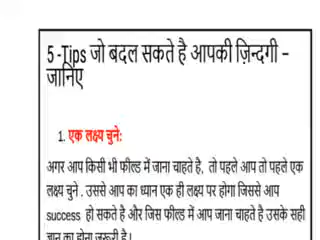 5 -Tips जो बदल सकते है आपकी ज़िन्दगी –
जानिए
1. एक लक्ष्य चुने:
अगर आप किसी भी फील्ड में जाना चाहते है, तो पहले आप तो पहले एक
लक्ष्य चुने . उससे आप का ध्यान एक ही लक्ष्य पर होगा जिससे आप
success हो सकते है और जिस फील्ड में आप जाना चाहते है उसके सही
ज्ञान का होना जरूरी है।